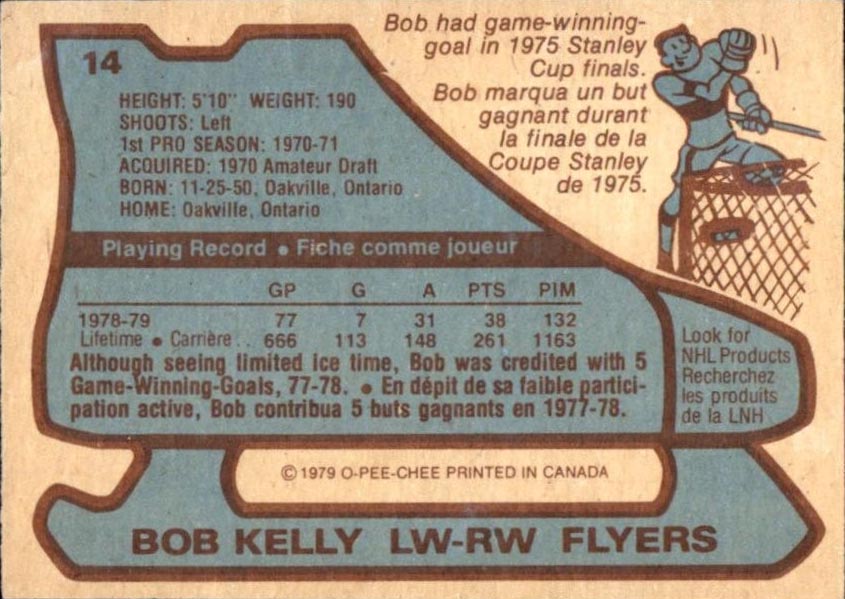 14
Bob had game-winning-
goal in 1975 Stanley
Cup finals.
Bob marqua un but
gagnant durant
la finale de la
Coupe Stanley
de 1975.
HEIGHT: 5'10" WEIGHT: 190
SHOOTS: Left
1st PRO SEASON: 1970-71
ACQUIRED: 1970 Amateur Draft
BORN: 11-25-50, Oakville, Ontario
HOME: Oakville, Ontario
Playing Record • Fiche comme joueur
GP G A PTS PIM
1978-79 77 7 31 38 132
Lifetime • Carrière .. 666 113 148 261 1163
Although seeing limited ice time, Bob was credited with 5
Game-Winning-Goals, 77-78. • En dépit de sa faible partici-
pation active, Bob contribua 5 buts gagnants en 1977-78.
Look for
NHL Products
Recherchez
les produits
de la LNH
© 1979 O-PEE-CHEE PRINTED IN CANADA
BOB KELLY LW-RW FLYERS